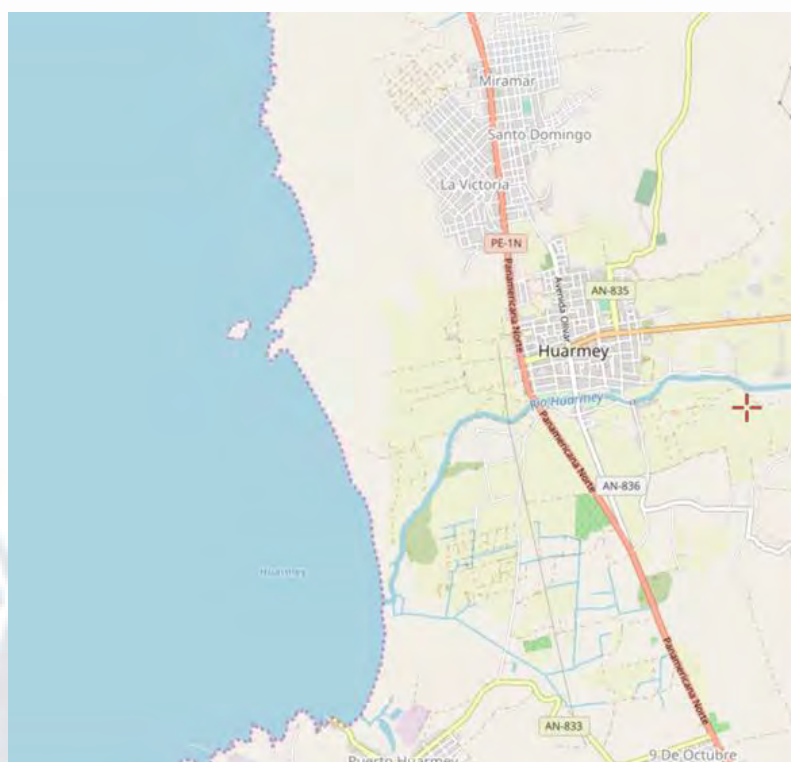 Miramar
Santo Domingo
La Victoria
PE-1N
Panamericana Norte
Avenida Olivar
AN-835
Huarmey
Río Huarmey
Panamericana Norte
AN-836
Huarmey
Panamericana Norte
AN-833
9 De Octubre
Puerto Huarmey